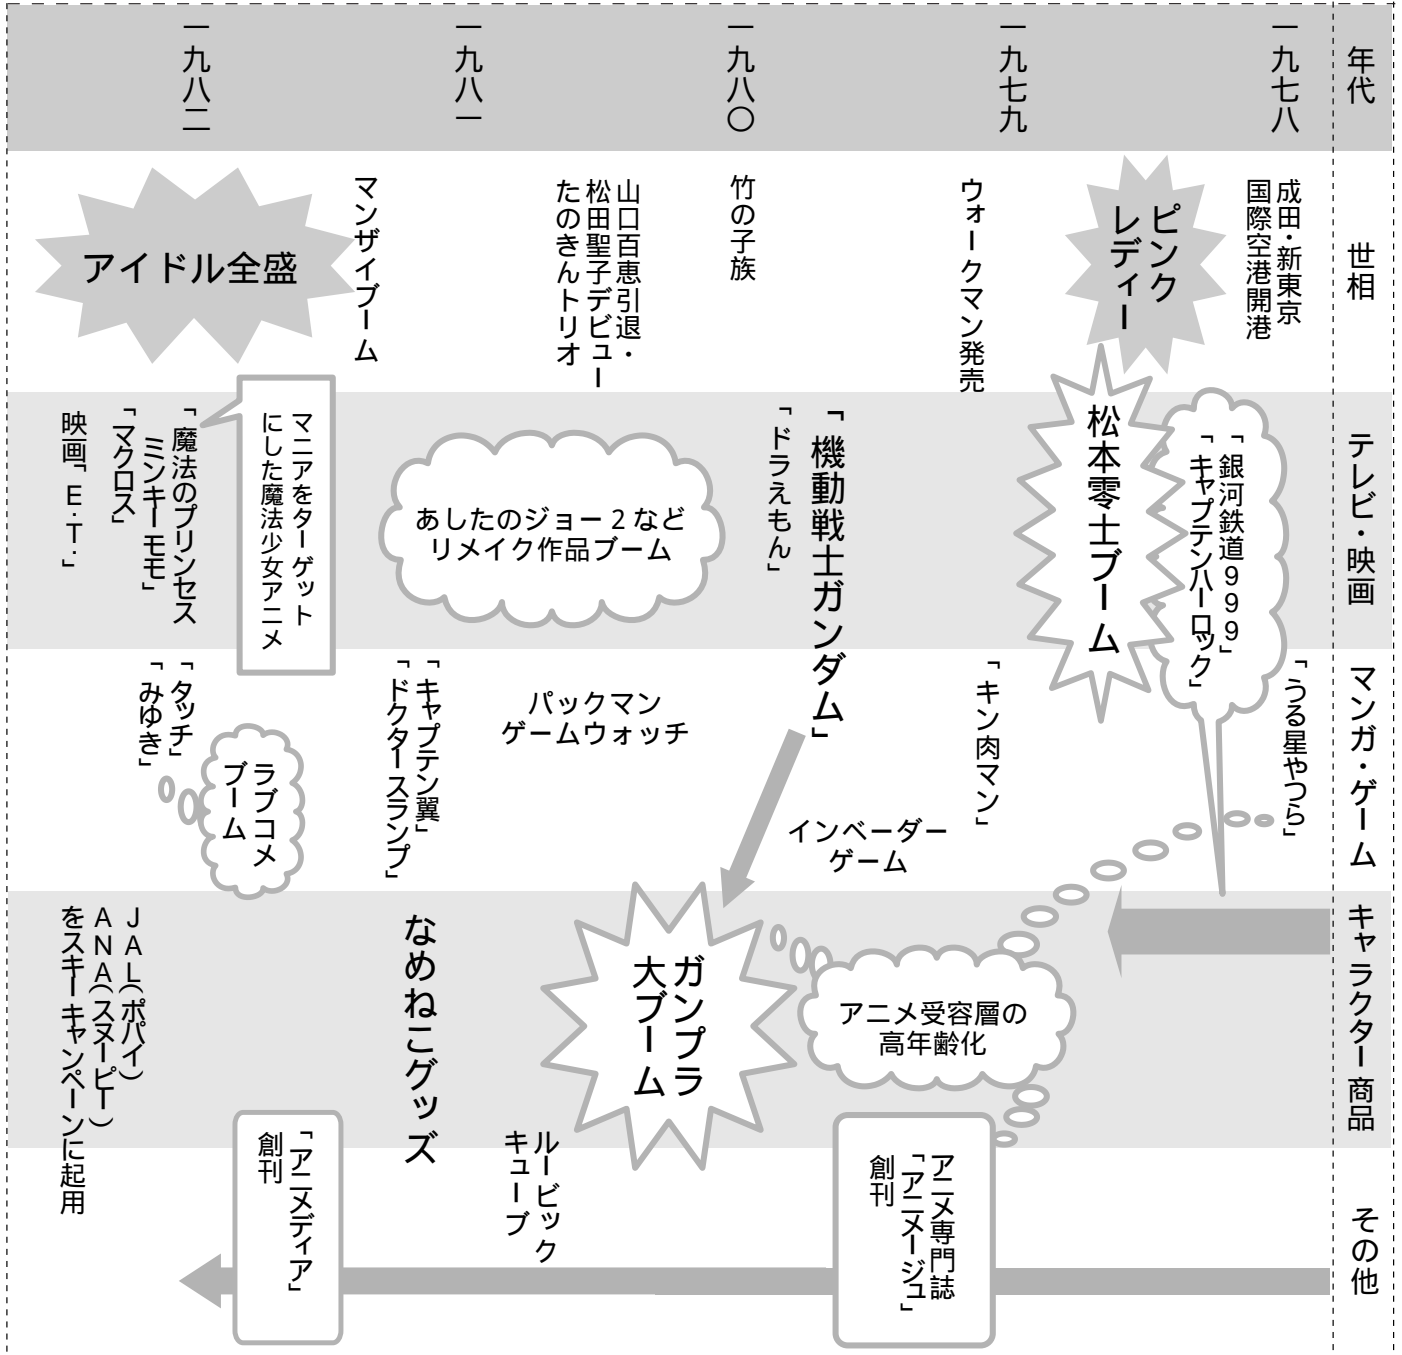 年代
一九七八
一九七九
一九八〇
一九八一
一九八二
世相
成田・新東京
国際空港開港
ピンク
レディー
ウォークマン発売
竹の子族
山口百恵引退・
松田聖子デビュー
たのきんトリオ
マンザイブーム
アイドル全盛
テレビ・映画
「銀河鉄道999」
「キャプテンハーロック」
松本零士ブーム
「機動戦士ガンダム」
「ドラえもん」
あしたのジョー2など
リメイク作品ブーム
マニアをターゲット
にした魔法少女アニメ
「魔法のプリンセス
ミンキーモモ」
「マクロス」
映画「E.T.」
マンガ・ゲーム
「うる星やつら」
「キン肉マン」
インベーダー
ゲーム
パックマン
ゲームウォッチ
「キャプテン翼」
「ドクタースランプ」
ラブコメ
ブーム
「タッチ」
「みゆき」
キャラクター商品
アニメ受容層の
高年齢化
ガンプラ
大ブーム
なめねこグッズ
JAL(ポパイ)
ANA(スヌーピー)
をスキーキャンペーンに起用
その他
アニメ専門誌
「アニメージュ」
創刊
ルービック
キューブ
「アニメディア」
創刊